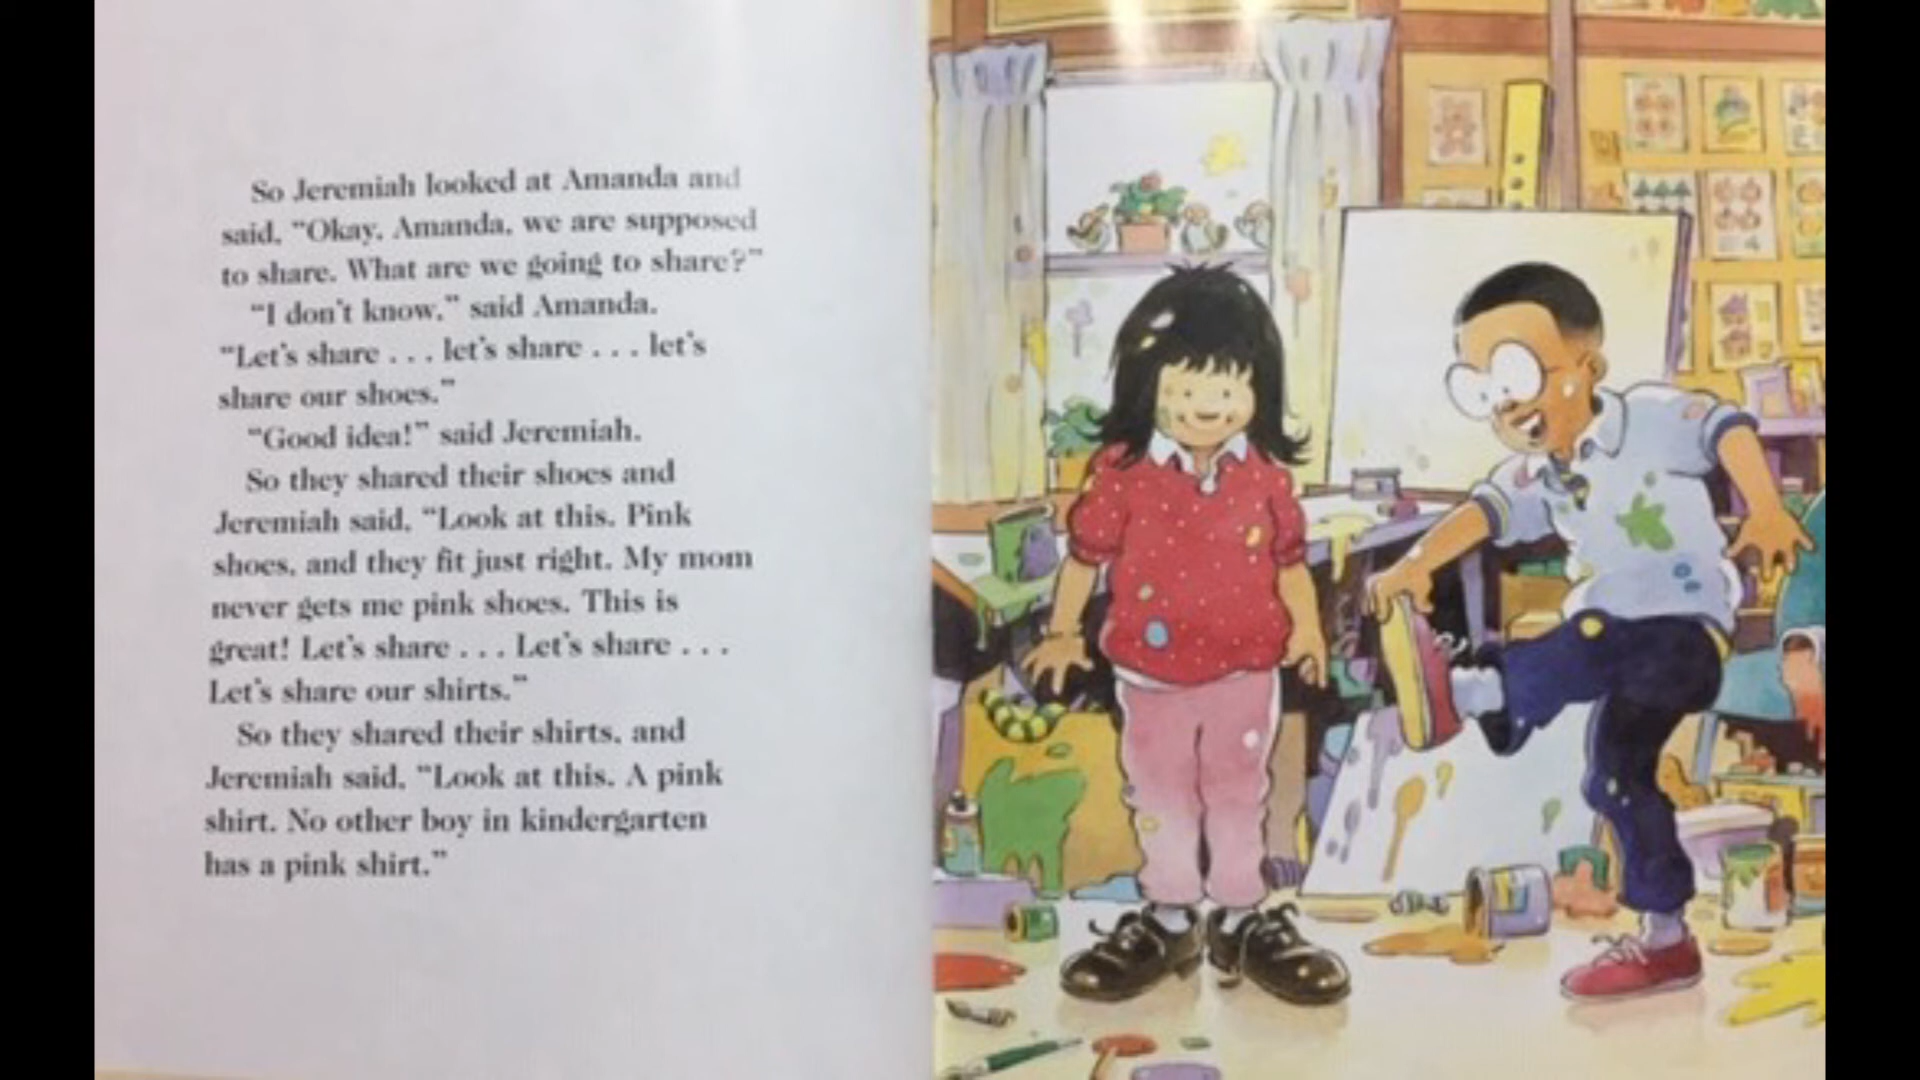 So Jeremiah looked at Amanda and
said, "Okay, Amanda, we are supposed
to share. What are we going to share?"
"I don't know," said Amanda.
"Let's share . . . let's share . . . let's
share our shoes."
"Good idea!" said Jeremiah.
So they shared their shoes and
Jeremiah said, "Look at this. Pink
shoes, and they fit just right. My mom
never gets me pink shoes. This is
great! Let's share . . . Let's share . . .
Let's share our shirts."
So they shared their shirts, and
Jeremiah said, "Look at this. A pink
shirt. No other boy in kindergarten
has a pink shirt."